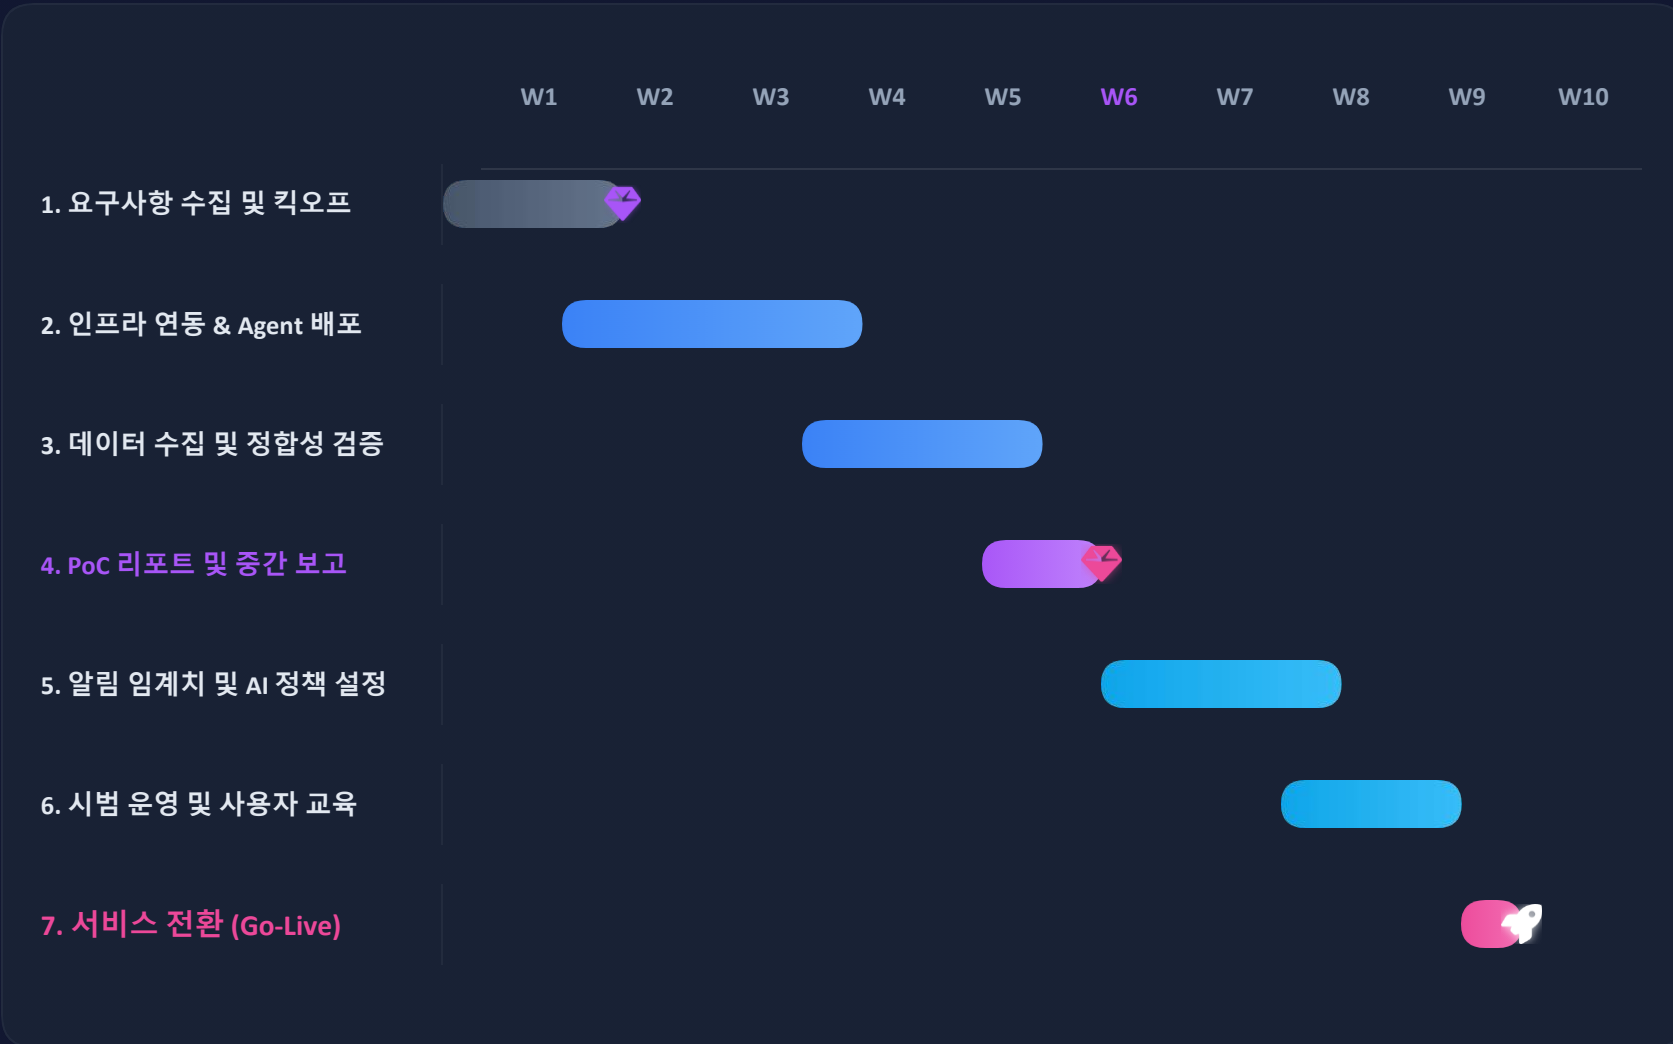 W1 W2 W3 W4 W5 W6 W7 W8 W9 W10
1. 요구사항 수집 및 킥오프
2. 인프라 연동 & Agent 배포
3. 데이터 수집 및 정합성 검증
4. PoC 리포트 및 중간 보고
5. 알림 임계치 및 AI 정책 설정
6. 시범 운영 및 사용자 교육
7. 서비스 전환 (Go-Live)